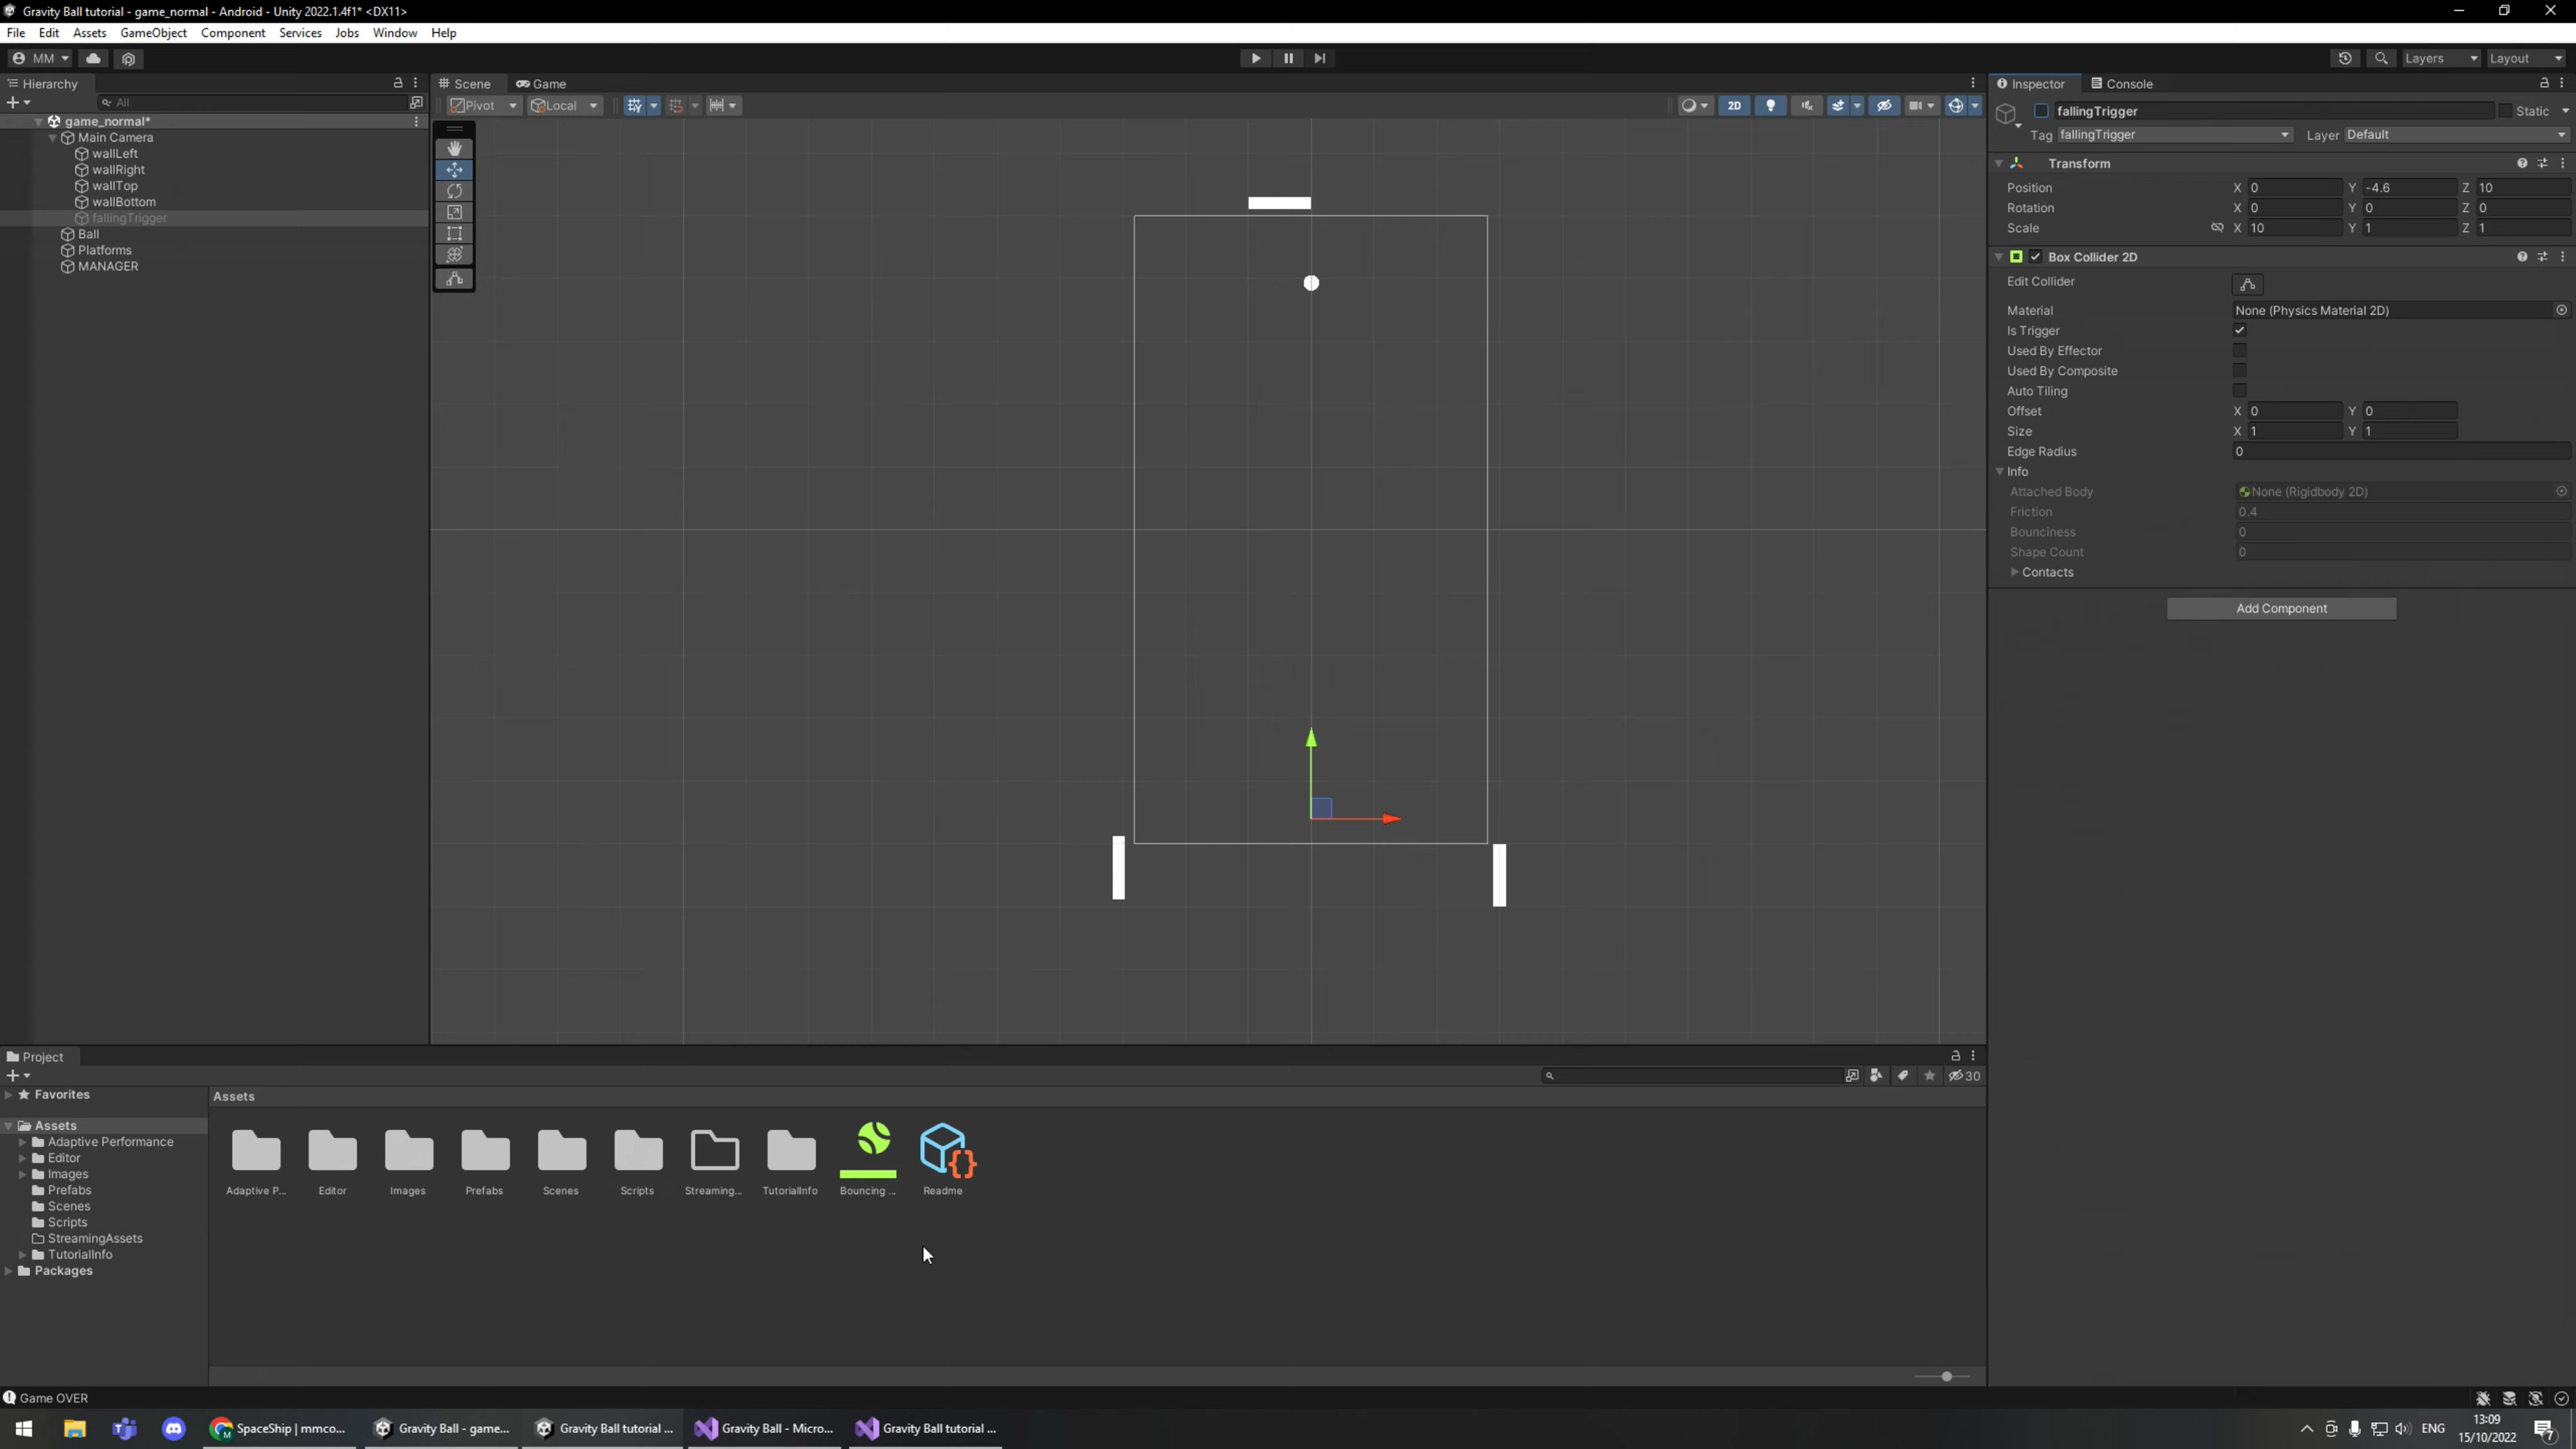 Gravity Ball tutorial - game_normal - Android - Unity 2022.1.4f1* <DX11>
File Edit Assets GameObject Component Services Jobs Window Help
MM Layers Layout
Hierarchy
All
game_normal*
Main Camera
wallLeft
wallRight
wallTop
wallBottom
fallingTrigger
Ball
Platforms
MANAGER
Scene Game
Pivot Local 2D
Inspector Console
fallingTrigger Static
Tag fallingTrigger Layer Default
Transform
Position X 0 Y -4.6 Z 10
Rotation X 0 Y 0 Z 0
Scale X 10 Y 1 Z 1
Box Collider 2D
Edit Collider
Material None (Physics Material 2D)
Is Trigger
Used By Effector
Used By Composite
Auto Tiling
Offset X 0 Y 0
Size X 1 Y 1
Edge Radius 0
Info
Attached Body None (Rigidbody 2D)
Friction 0.4
Bounciness 0
Shape Count 0
Contacts
Add Component
Project
30
Favorites
Assets
Adaptive Performance
Editor
Images
Prefabs
Scenes
Scripts
StreamingAssets
TutorialInfo
Packages
Assets
Adaptive P... Editor Images Prefabs Scenes Scripts Streaming... TutorialInfo Bouncing ... Readme
Game OVER
SpaceShip | mmco... Gravity Ball - game... Gravity Ball tutorial ... Gravity Ball - Micro... Gravity Ball tutorial ... ENG 13:09
15/10/2022 7